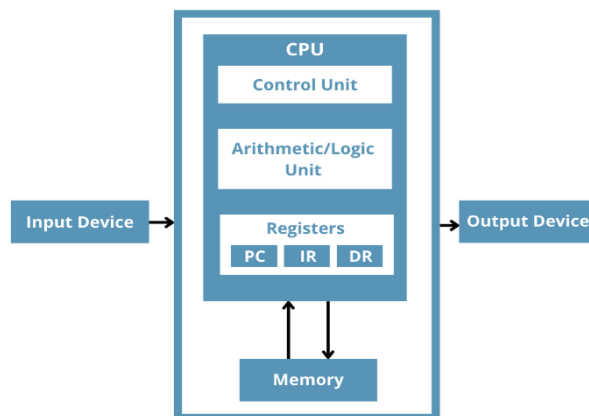 CPU
Control Unit
Arithmetic/Logic
Unit
Input Device
Output Device
Registers
PC IR DR
Memory